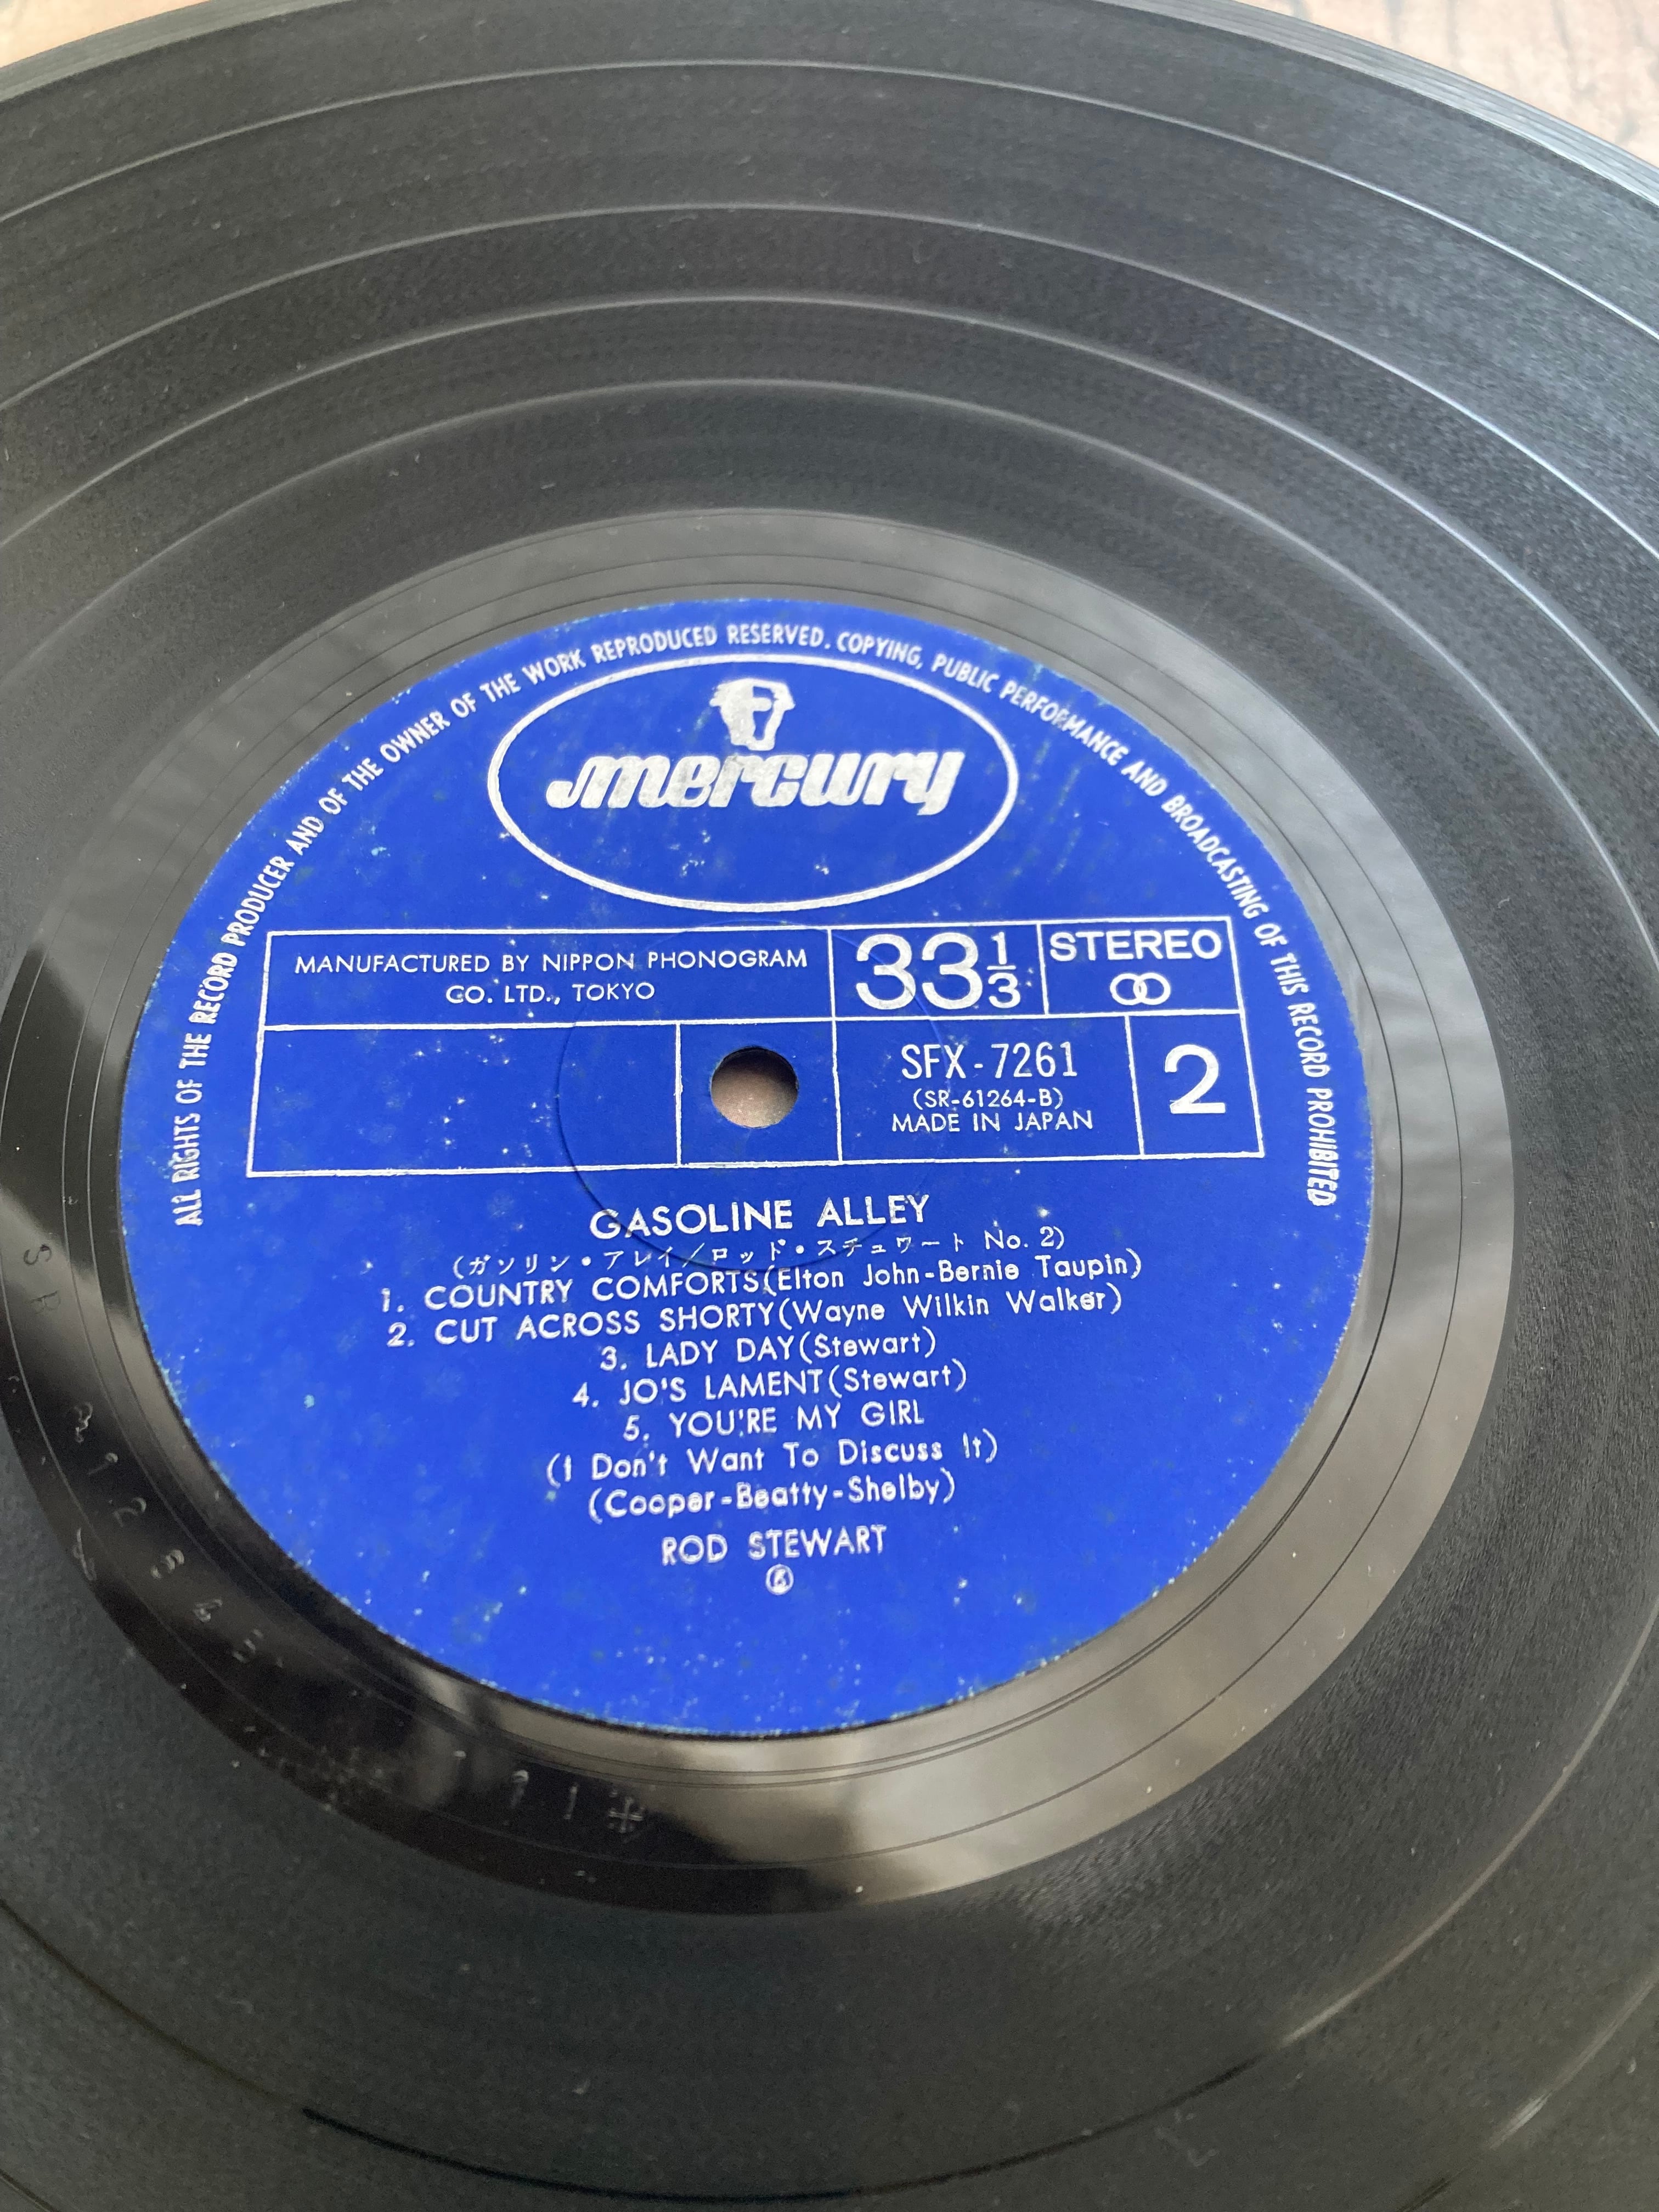 ALL RIGHTS OF THE RECORD PRODUCER AND OF THE OWNER OF THE WORK REPRODUCED RESERVED. COPYING, PUBLIC PERFORMANCE AND BROADCASTING OF THIS RECORD PROHIBITED
mercury
MANUFACTURED BY NIPPON PHONOGRAM
CO. LTD., TOKYO
33 1/3
STEREO
SFX-7261
(SR-61264-B)
MADE IN JAPAN
2
GASOLINE ALLEY
(ガソリン・アレイ/ロッド・スチュワート No. 2)
1. COUNTRY COMFORTS(Elton John-Bernie Taupin)
2. CUT ACROSS SHORTY(Wayne Wilkin Walker)
3. LADY DAY(Stewart)
4. JO'S LAMENT(Stewart)
5. YOU'RE MY GIRL
(I Don't Want To Discuss It)
(Cooper-Beatty-Shelby)
ROD STEWART